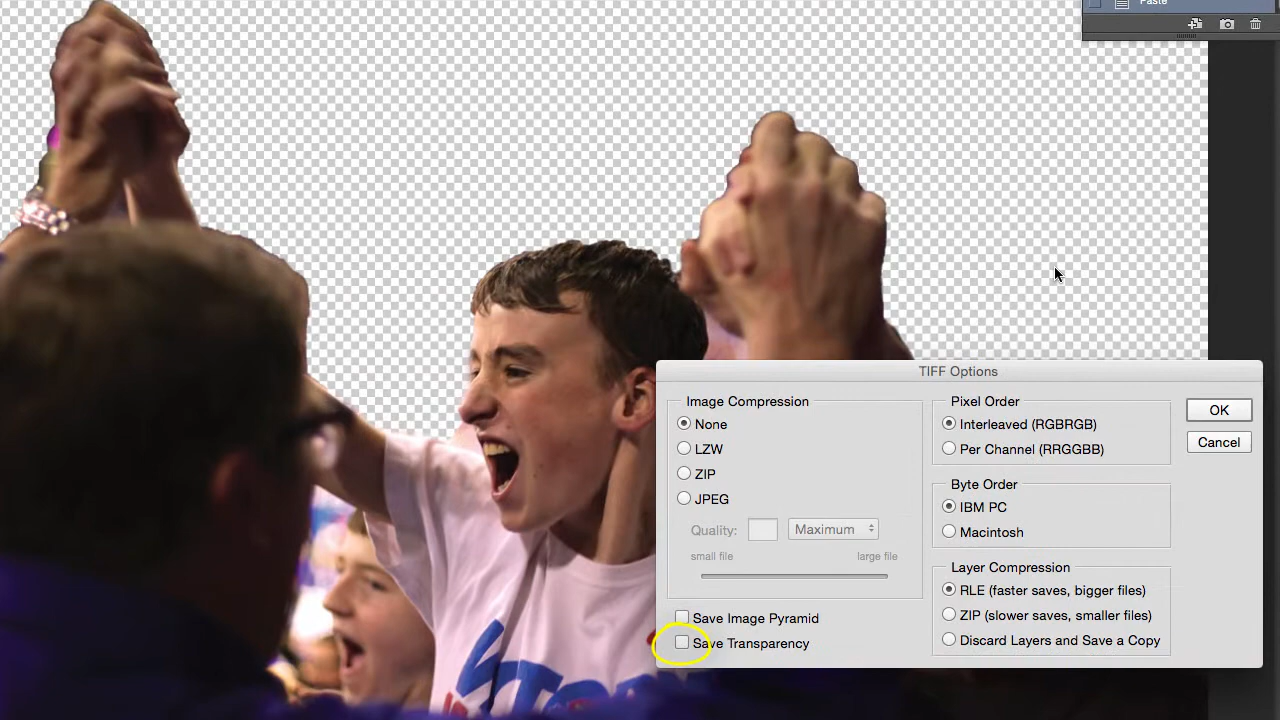 Paste
TIFF Options
Image Compression
None
LZW
ZIP
JPEG
Quality:
Maximum
small file
large file
Save Image Pyramid
Save Transparency
Pixel Order
Interleaved (RGBRGB)
Per Channel (RRGGBB)
Byte Order
IBM PC
Macintosh
Layer Compression
RLE (faster saves, bigger files)
ZIP (slower saves, smaller files)
Discard Layers and Save a Copy
OK
Cancel